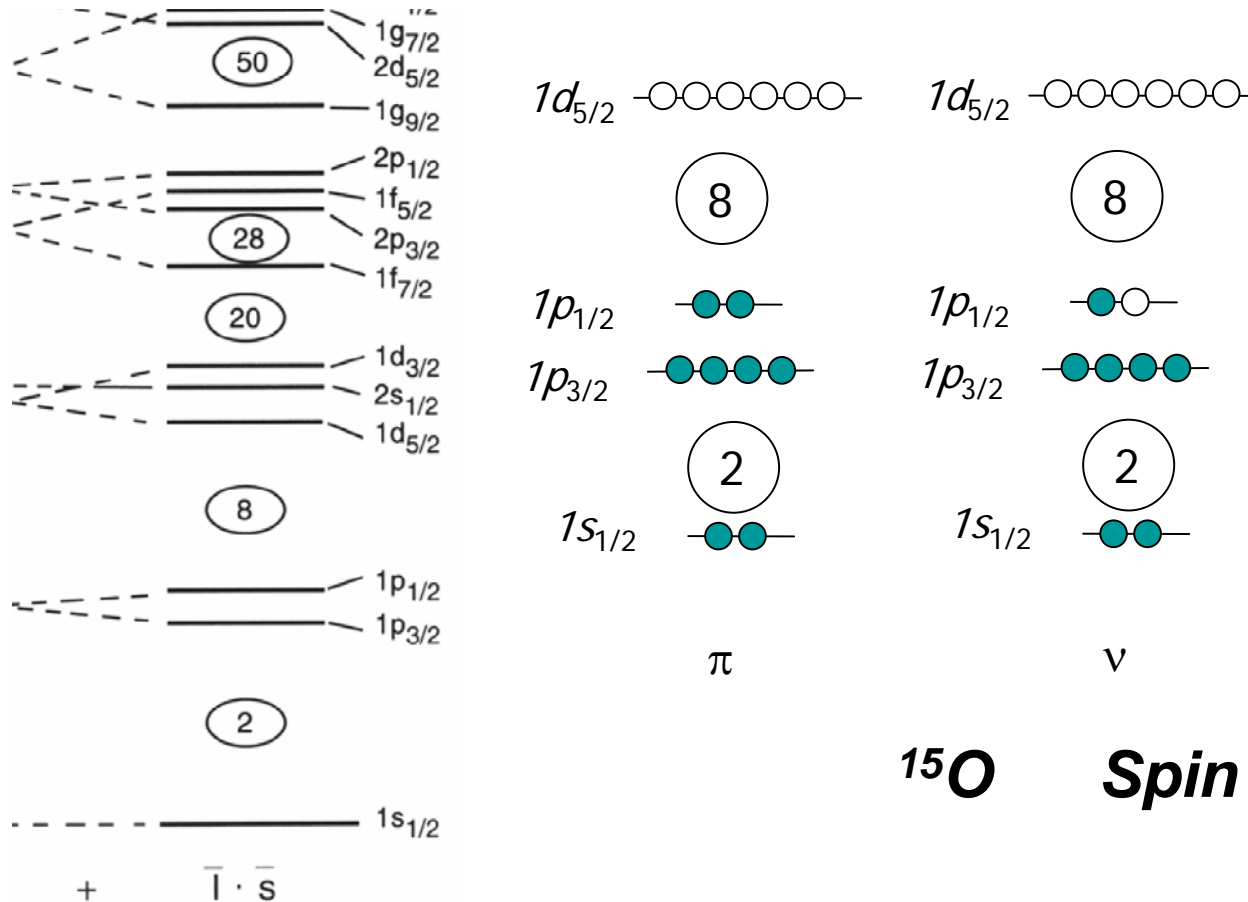 1g7/2
50
2d5/2
1g9/2
2p1/2
1f5/2
28
2p3/2
1f7/2
20
1d3/2
2s1/2
1d5/2
8
1p1/2
1p3/2
2
1s1/2
+ l̄ · s̄
1d5/2
8
1p1/2
1p3/2
2
1s1/2
π
1d5/2
8
1p1/2
1p3/2
2
1s1/2
ν
¹⁵O Spin